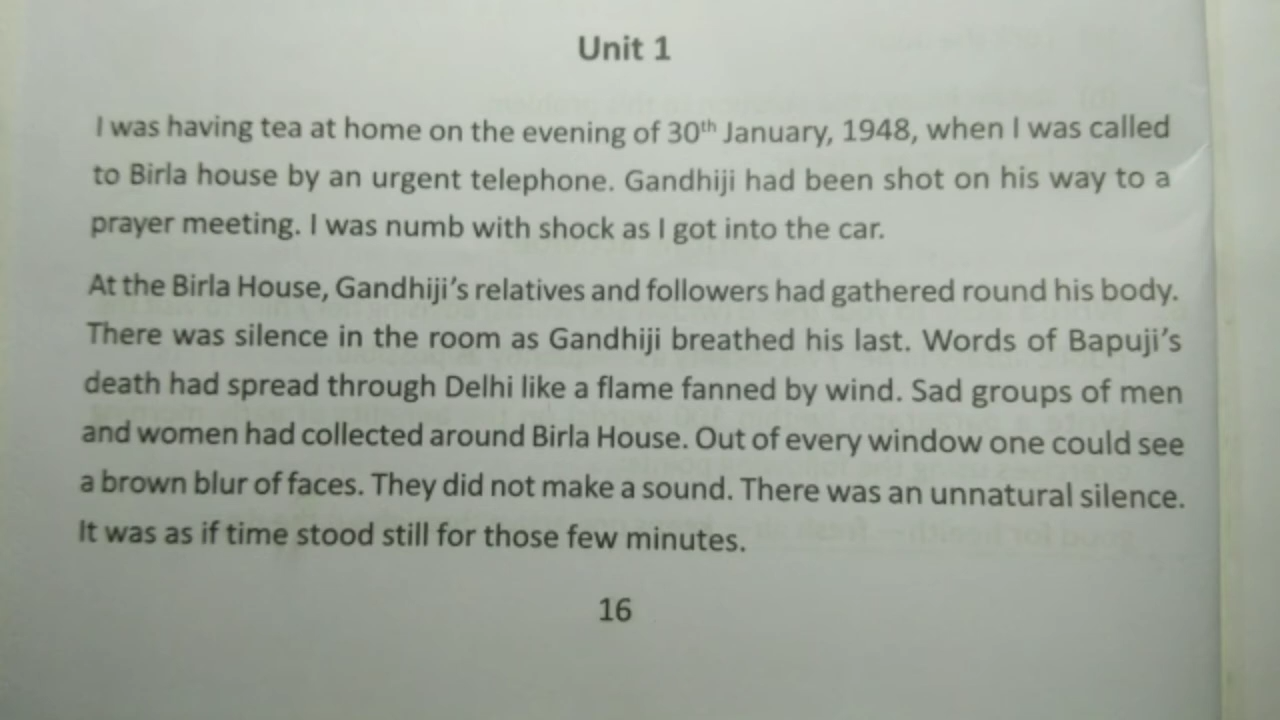 Unit 1
I was having tea at home on the evening of 30th January, 1948, when I was called
to Birla house by an urgent telephone. Gandhiji had been shot on his way to a
prayer meeting. I was numb with shock as I got into the car.
At the Birla House, Gandhiji's relatives and followers had gathered round his body.
There was silence in the room as Gandhiji breathed his last. Words of Bapuji's
death had spread through Delhi like a flame fanned by wind. Sad groups of men
and women had collected around Birla House. Out of every window one could see
a brown blur of faces. They did not make a sound. There was an unnatural silence.
It was as if time stood still for those few minutes.
16